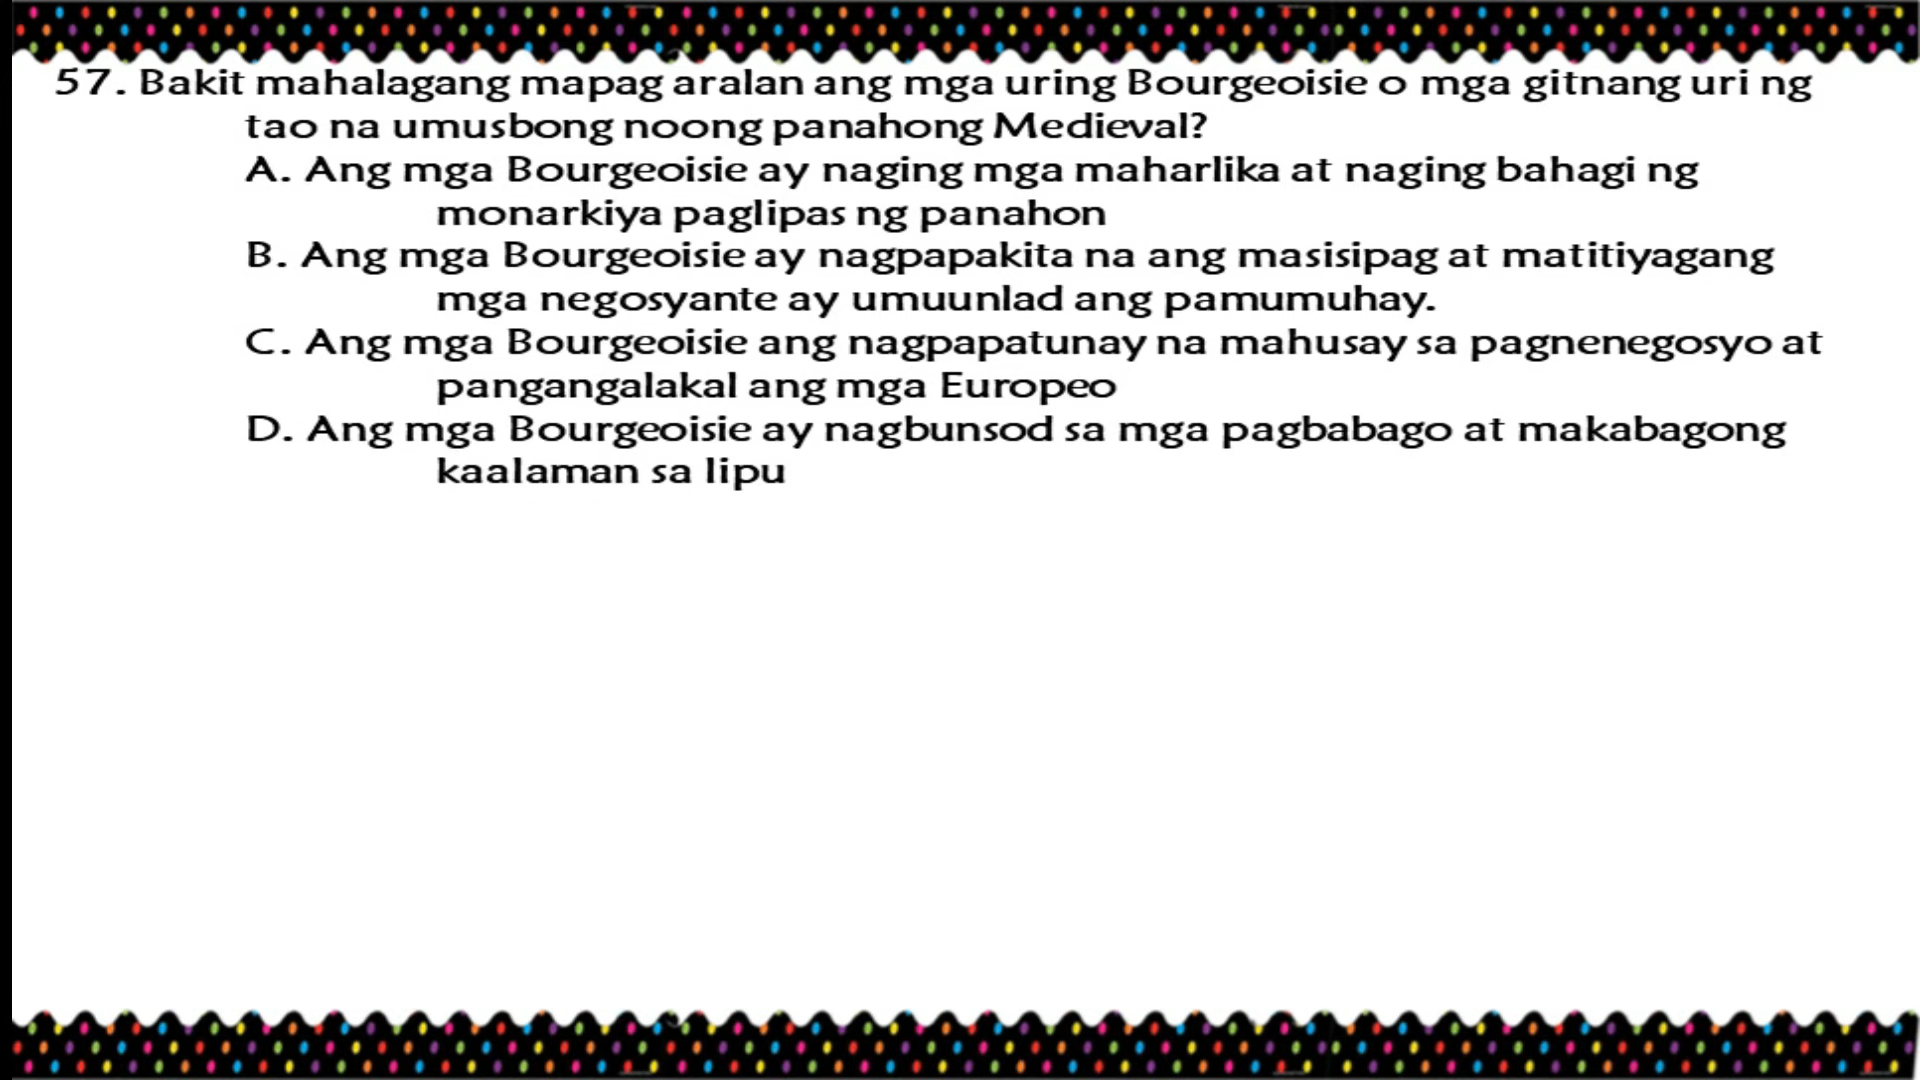 57. Bakit mahalagang mapag aralan ang mga uring Bourgeoisie o mga gitnang uri ng
tao na umusbong noong panahong Medieval?
A. Ang mga Bourgeoisie ay naging mga maharlika at naging bahagi ng
monarkiya paglipas ng panahon
B. Ang mga Bourgeoisie ay nagpapakita na ang masisipag at matitiyagang
mga negosyante ay umuunlad ang pamumuhay.
C. Ang mga Bourgeoisie ang nagpapatunay na mahusay sa pagnenegosyo at
pangangalakal ang mga Europeo
D. Ang mga Bourgeoisie ay nagbunsod sa mga pagbabago at makabagong
kaalaman sa lipu